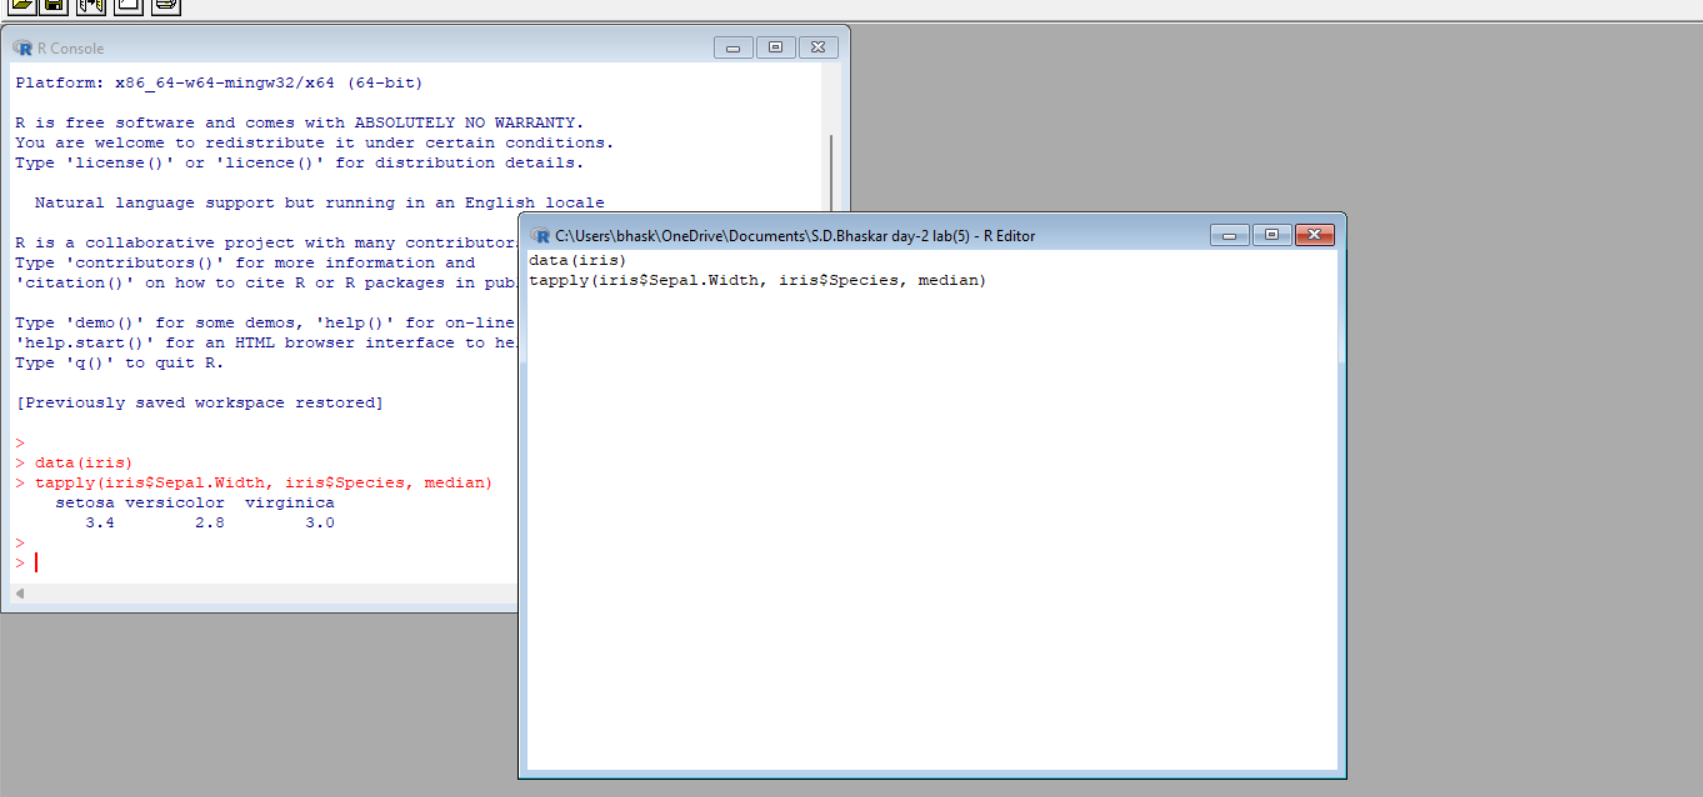 R Console
Platform: x86_64-w64-mingw32/x64 (64-bit)
R is free software and comes with ABSOLUTELY NO WARRANTY.
You are welcome to redistribute it under certain conditions.
Type 'license()' or 'licence()' for distribution details.
Natural language support but running in an English locale
R is a collaborative project with many contributor
Type 'contributors()' for more information and
'citation()' on how to cite R or R packages in pub
Type 'demo()' for some demos, 'help()' for on-line
'help.start()' for an HTML browser interface to he
Type 'q()' to quit R.
[Previously saved workspace restored]
>
> data(iris)
> tapply(iris$Sepal.Width, iris$Species, median)
setosa versicolor virginica
3.4 2.8 3.0
>
>
C:\Users\bhask\OneDrive\Documents\S.D.Bhaskar day-2 lab(5) - R Editor
data(iris)
tapply(iris$Sepal.Width, iris$Species, median)